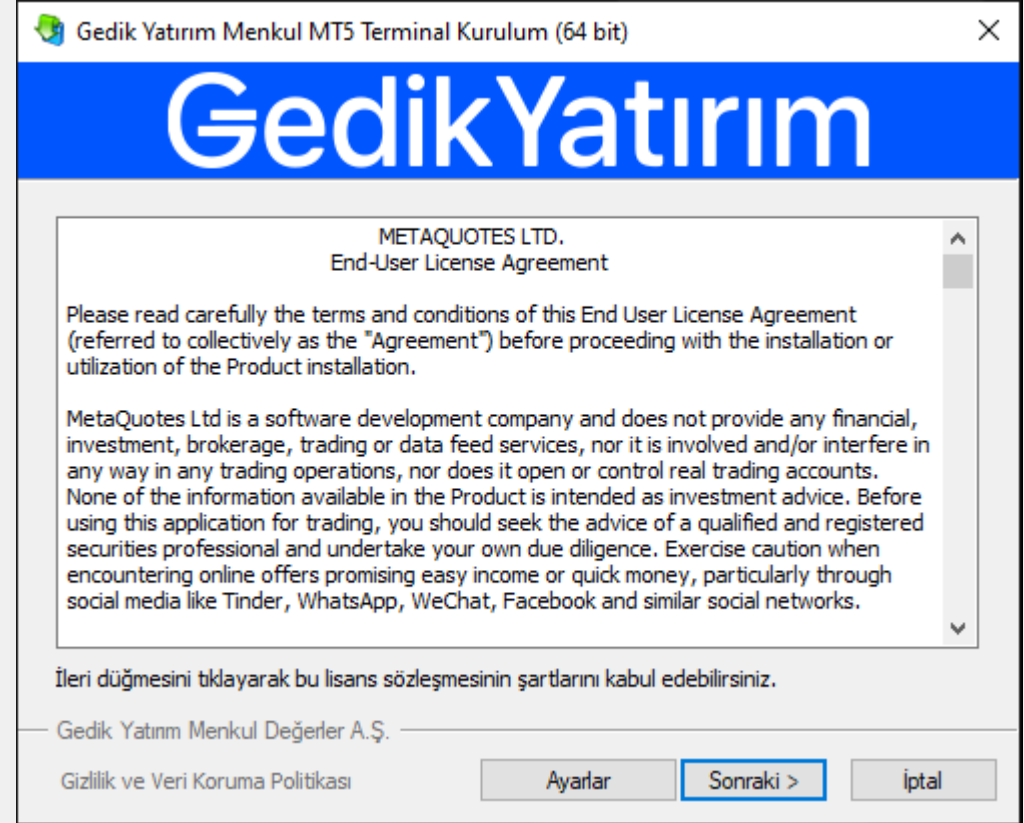 Gedik Yatırım Menkul MT5 Terminal Kurulum (64 bit)
GedikYatırım
METAQUOTES LTD.
End-User License Agreement
Please read carefully the terms and conditions of this End User License Agreement
(referred to collectively as the "Agreement") before proceeding with the installation or
utilization of the Product installation.
MetaQuotes Ltd is a software development company and does not provide any financial,
investment, brokerage, trading or data feed services, nor it is involved and/or interfere in
any way in any trading operations, nor does it open or control real trading accounts.
None of the information available in the Product is intended as investment advice. Before
using this application for trading, you should seek the advice of a qualified and registered
securities professional and undertake your own due diligence. Exercise caution when
encountering online offers promising easy income or quick money, particularly through
social media like Tinder, WhatsApp, WeChat, Facebook and similar social networks.
İleri düğmesini tıklayarak bu lisans sözleşmesinin şartlarını kabul edebilirsiniz.
Gedik Yatırım Menkul Değerler A.Ş.
Gizlilik ve Veri Koruma Politikası
Ayarlar
Sonraki >
İptal